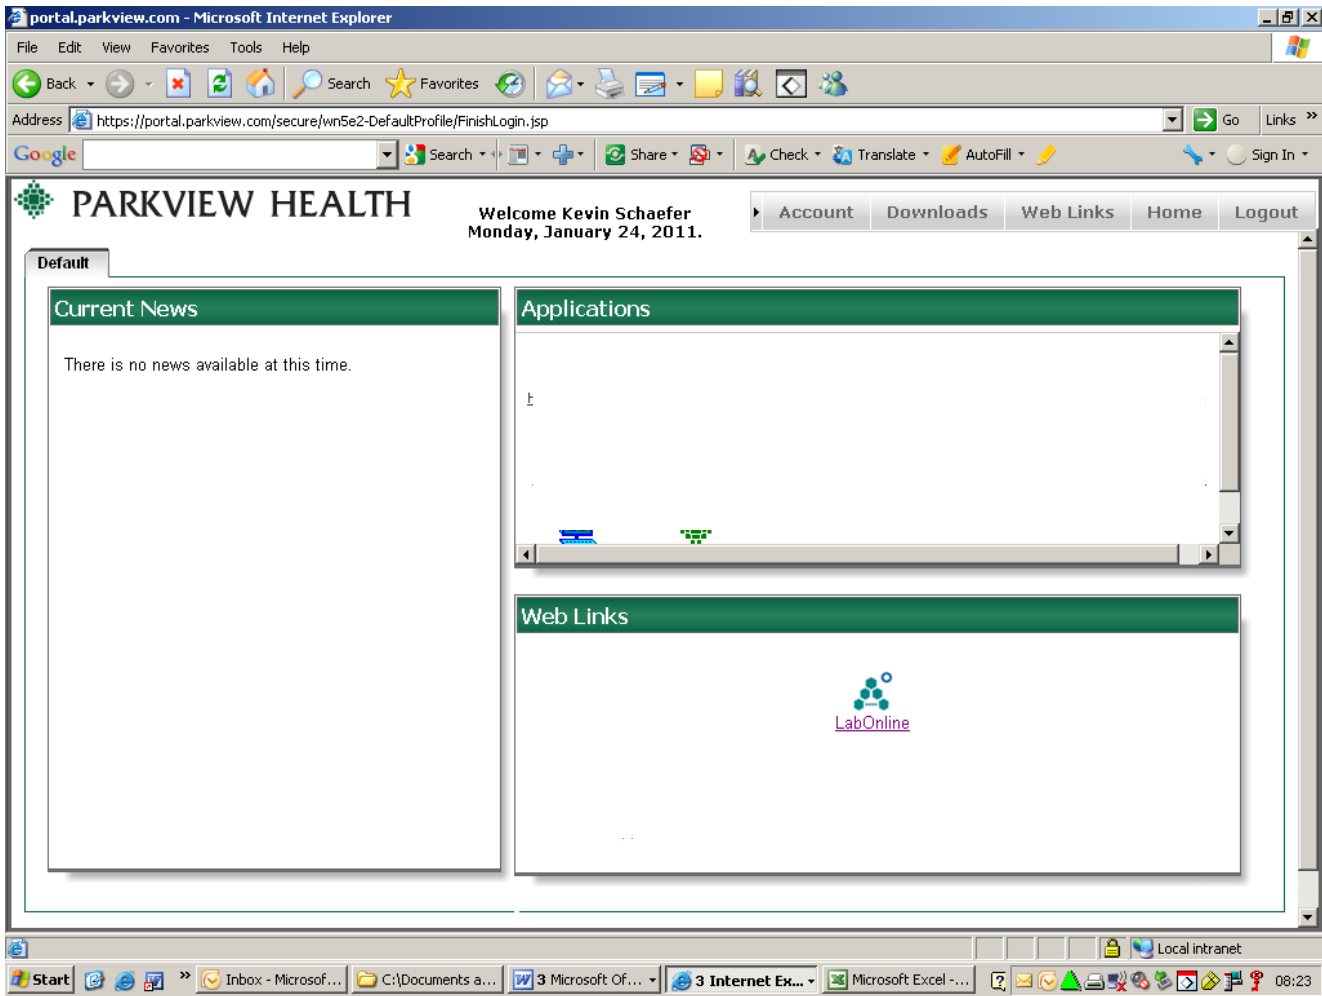 portal.parkview.com - Microsoft Internet Explorer
File Edit View Favorites Tools Help
Back Search Favorites
Address https://portal.parkview.com/secure/wn5e2-DefaultProfile/FinishLogin.jsp Go Links »
Google Search Share Check Translate AutoFill Sign In
PARKVIEW HEALTH
Welcome Kevin Schaefer
Monday, January 24, 2011.
Account Downloads Web Links Home Logout
Default
Current News
There is no news available at this time.
Applications
Web Links
LabOnline
Local intranet
Start » Inbox - Microsof... C:\Documents a... 3 Microsoft Of... 3 Internet Ex... Microsoft Excel -... 08:23